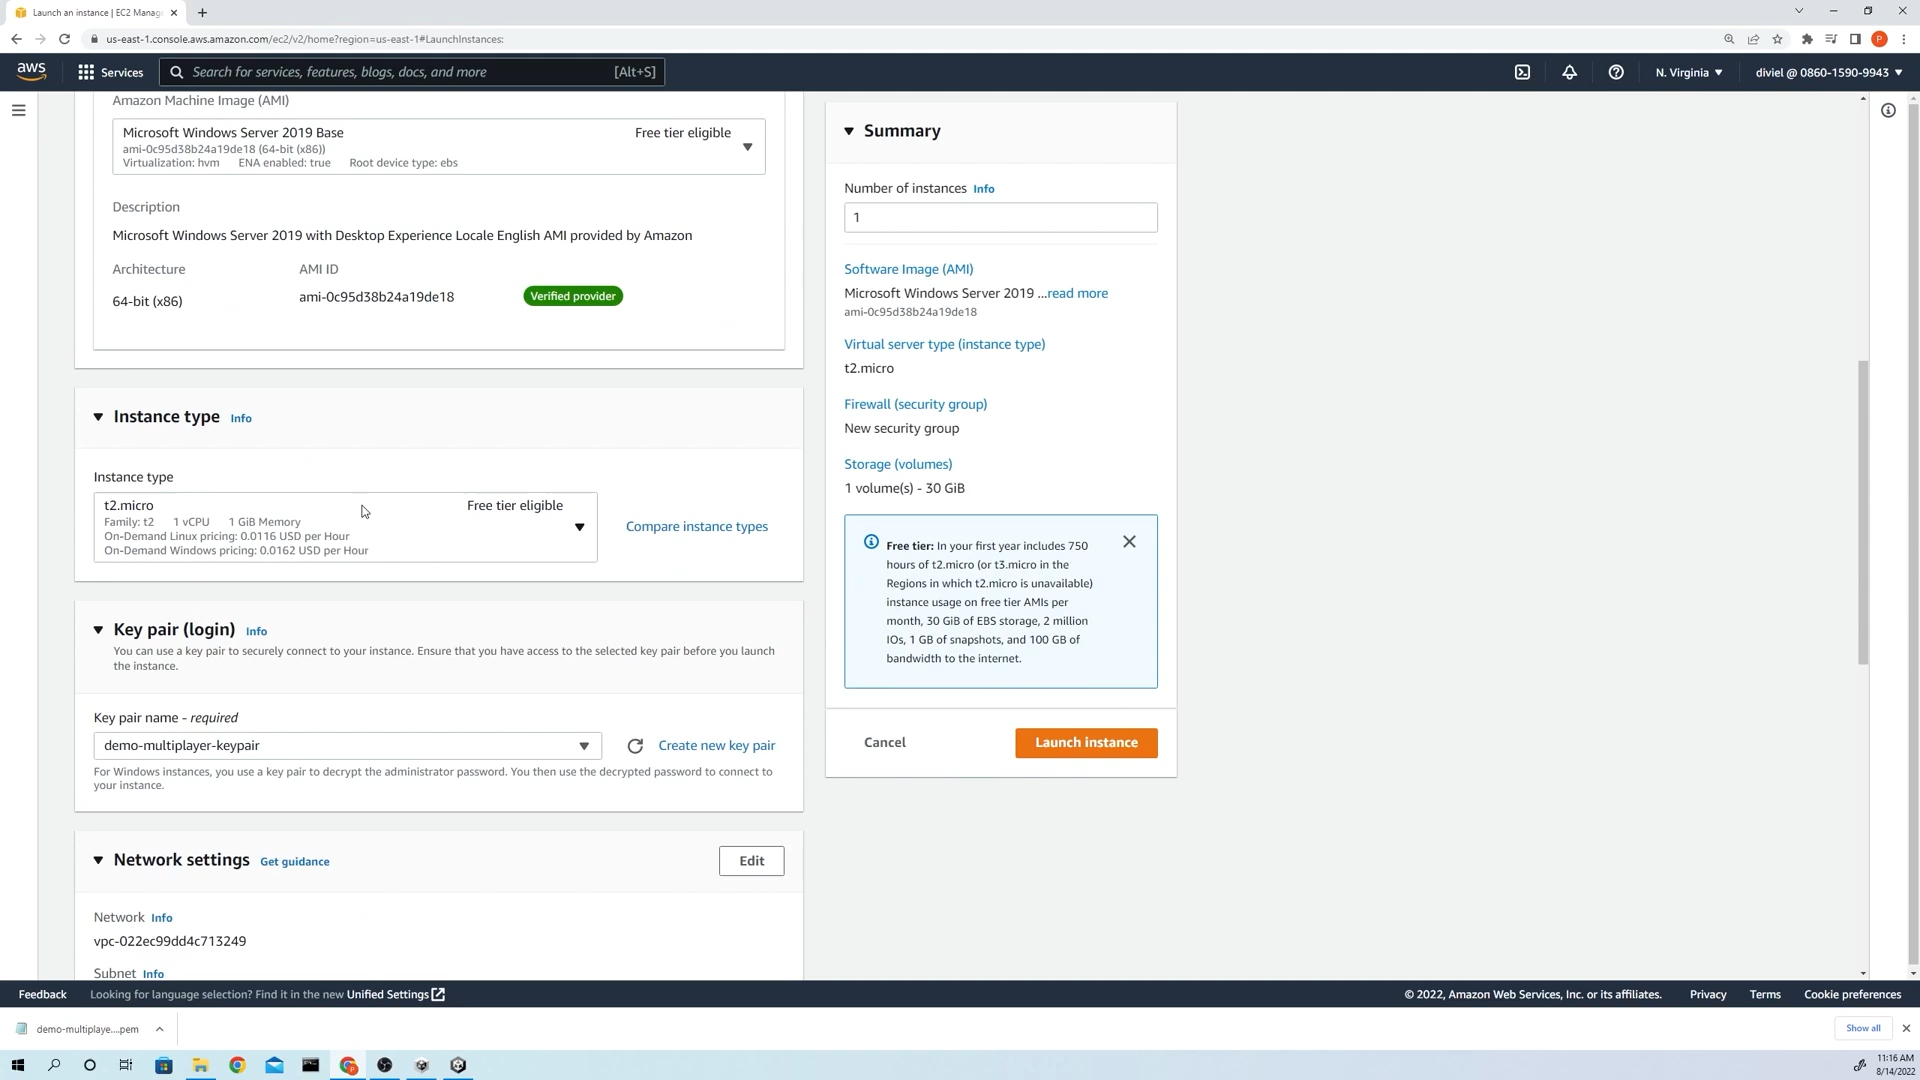 Launch an instance | EC2 Manag
us-east-1.console.aws.amazon.com/ec2/v2/home?region=us-east-1#LaunchInstances:
P
aws
Services
Search for services, features, blogs, docs, and more
[Alt+S]
N. Virginia
diviel @ 0860-1590-9943
Amazon Machine Image (AMI)
Microsoft Windows Server 2019 Base
Free tier eligible
ami-0c95d38b24a19de18 (64-bit (x86))
Virtualization: hvm ENA enabled: true Root device type: ebs
Description
Microsoft Windows Server 2019 with Desktop Experience Locale English AMI provided by Amazon
Architecture
AMI ID
64-bit (x86)
ami-0c95d38b24a19de18
Verified provider
Instance type Info
Instance type
t2.micro
Free tier eligible
Family: t2 1 vCPU 1 GiB Memory
On-Demand Linux pricing: 0.0116 USD per Hour
On-Demand Windows pricing: 0.0162 USD per Hour
Compare instance types
Key pair (login) Info
You can use a key pair to securely connect to your instance. Ensure that you have access to the selected key pair before you launch
the instance.
Key pair name - required
demo-multiplayer-keypair
Create new key pair
For Windows instances, you use a key pair to decrypt the administrator password. You then use the decrypted password to connect to
your instance.
Network settings Get guidance
Edit
Network Info
vpc-022ec99dd4c713249
Subnet Info
Summary
Number of instances Info
1
Software Image (AMI)
Microsoft Windows Server 2019 ...read more
ami-0c95d38b24a19de18
Virtual server type (instance type)
t2.micro
Firewall (security group)
New security group
Storage (volumes)
1 volume(s) - 30 GiB
Free tier: In your first year includes 750
hours of t2.micro (or t3.micro in the
Regions in which t2.micro is unavailable)
instance usage on free tier AMIs per
month, 30 GiB of EBS storage, 2 million
IOs, 1 GB of snapshots, and 100 GB of
bandwidth to the internet.
Cancel
Launch instance
Feedback
Looking for language selection? Find it in the new Unified Settings
© 2022, Amazon Web Services, Inc. or its affiliates.
Privacy
Terms
Cookie preferences
demo-multiplaye....pem
Show all
11:16 AM
8/14/2022